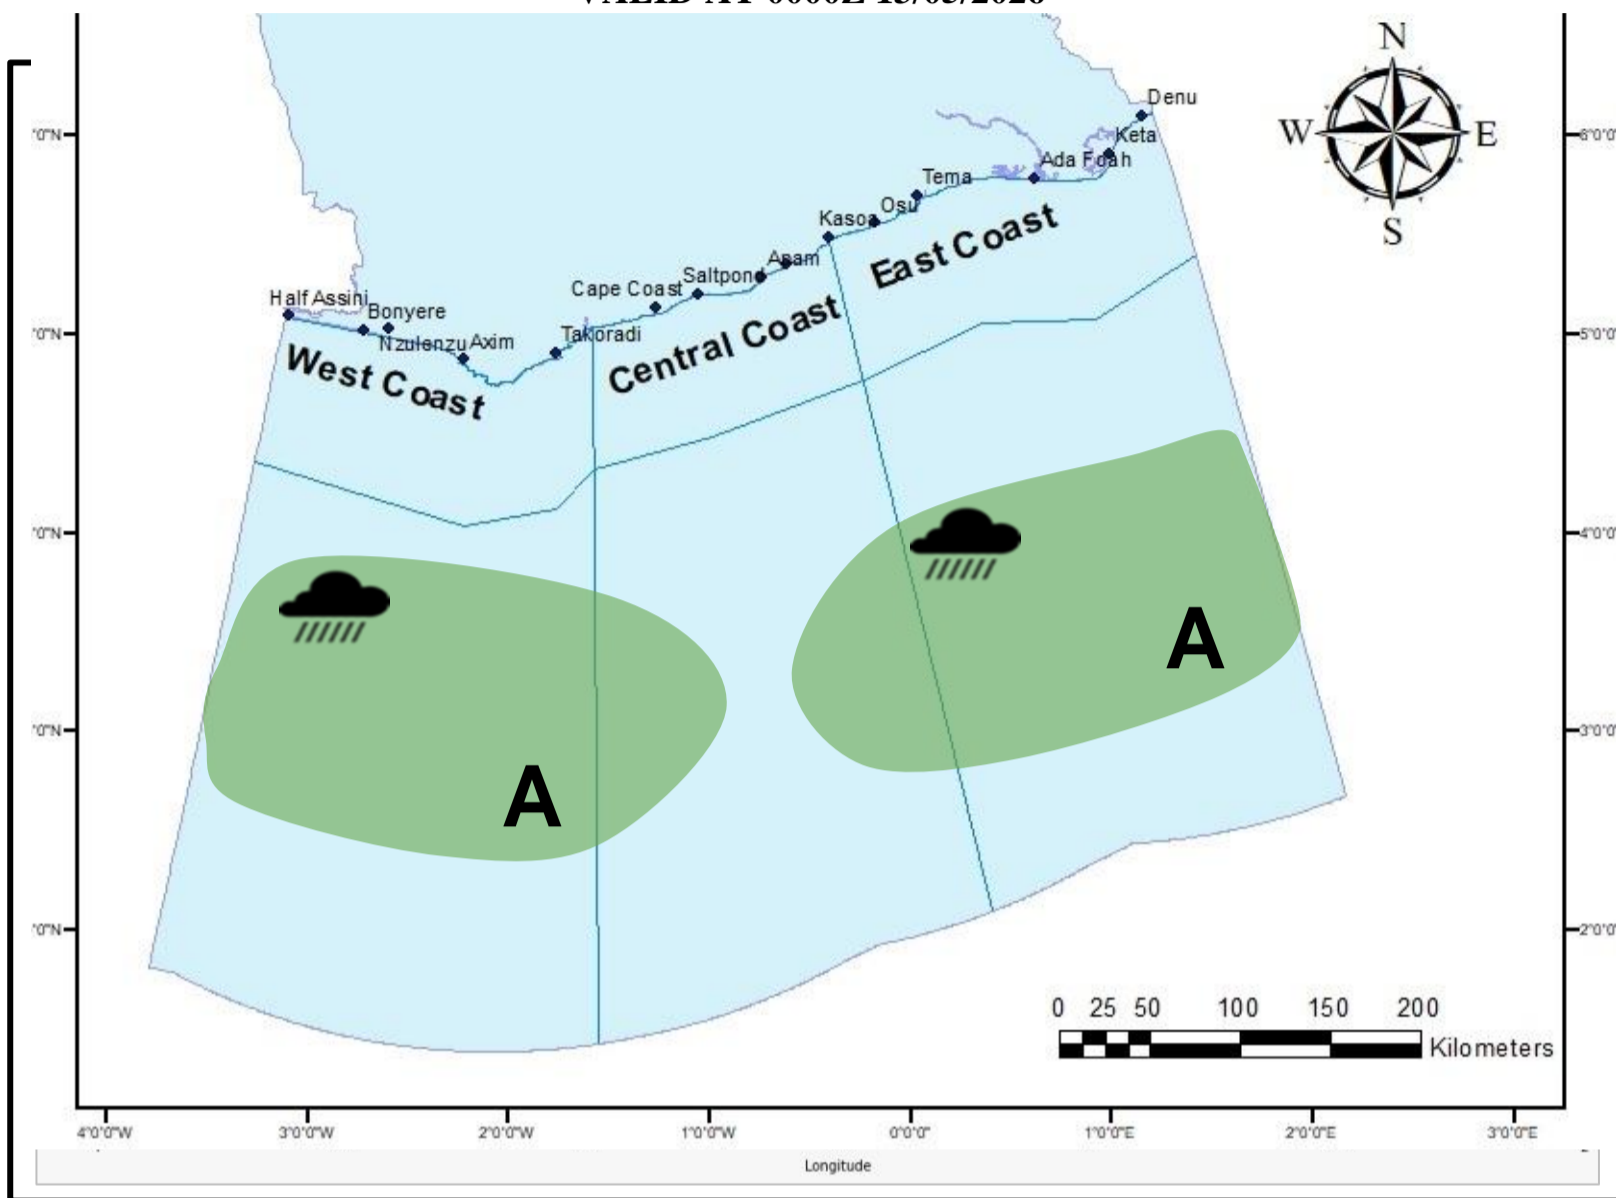 N
W E
S
Denu
Keta
Ada Foah
Tema
Osu
Kasoa
Apam
Saltpond
Cape Coast
Takoradi
Half Assini
Bonyere
Nzulenzu
Axim
West Coast
Central Coast
East Coast
A
A
0 25 50 100 150 200
Kilometers
4°0'0"W 3°0'0"W 2°0'0"W 1°0'0"W 0°0'0" 1°0'0"E 2°0'0"E 3°0'0"E
Longitude